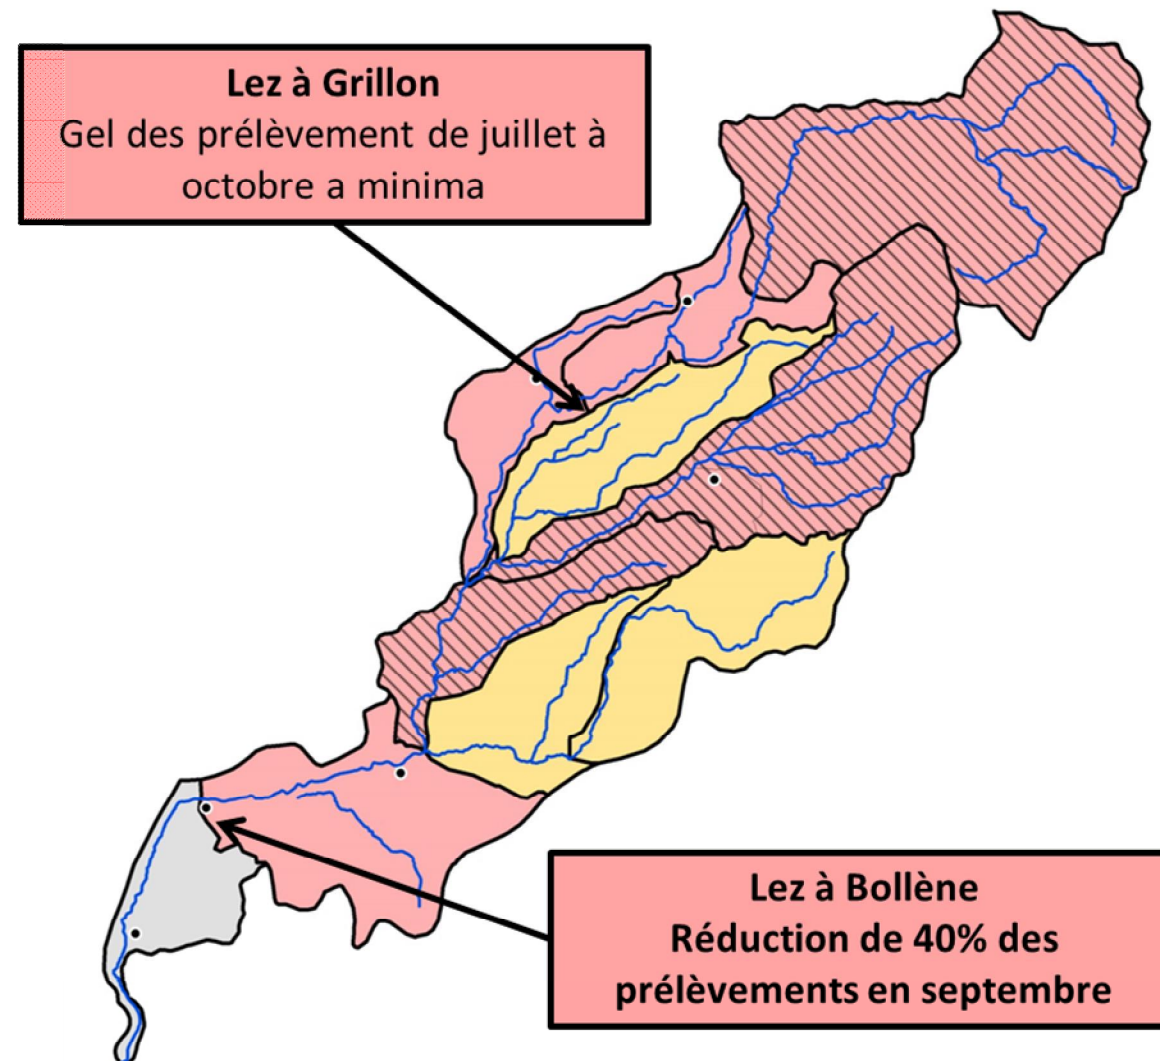 Lez à Grillon
Gel des prélèvement de juillet à
octobre a minima
Lez à Bollène
Réduction de 40% des
prélèvements en septembre